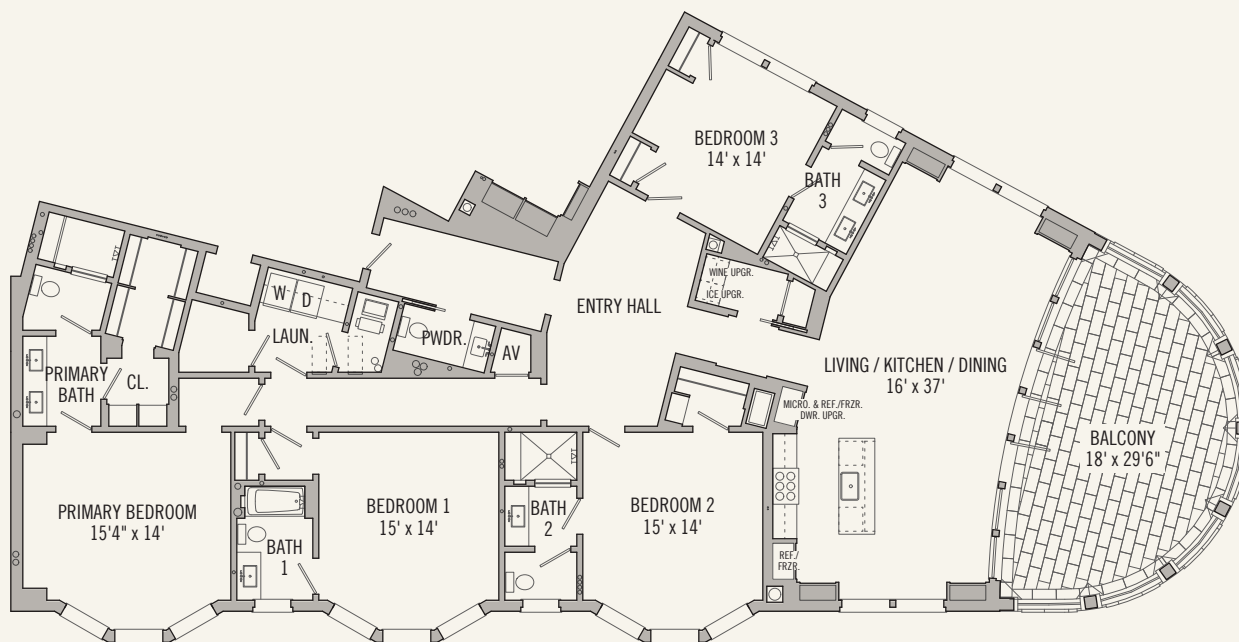 BEDROOM 3
14' x 14'
BATH
3
WINE UPGR.
ICE UPGR.
ENTRY HALL
W D
LAUN.
PWDR.
AV
PRIMARY
BATH
CL.
LIVING / KITCHEN / DINING
16' x 37'
MICRO. & REF./FRZR.
DWR. UPGR.
BALCONY
18' x 29'6"
PRIMARY BEDROOM
15'4" x 14'
BEDROOM 1
15' x 14'
BATH
2
BEDROOM 2
15' x 14'
BATH
1
REF./
FRZR.